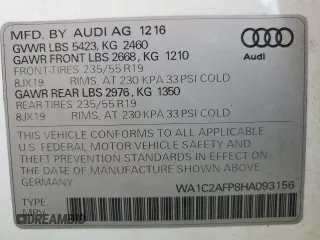 MFD. BY AUDI AG 12 16
GVWR LBS 5423, KG 2460
GAWR FRONT LBS 2668, KG 1210
FRONT-TIRES 235/55 R19
8JX19 RIMS, AT 230 KPA 33 PSI COLD
GAWR REAR LBS 2976, KG 1350
REAR-TIRES 235/55 R19
8JX19 RIMS, AT 230 KPA 33 PSI COLD
Audi
THIS VEHICLE CONFORMS TO ALL APPLICABLE
U.S. FEDERAL MOTOR VEHICLE SAFETY STANDARDS IN EFFECT ON
THE DATE OF MANUFACTURE SHOWN ABOVE.
GERMANY
WA1C2AFP8HA093156
TYPE
MPV
DREAMBID